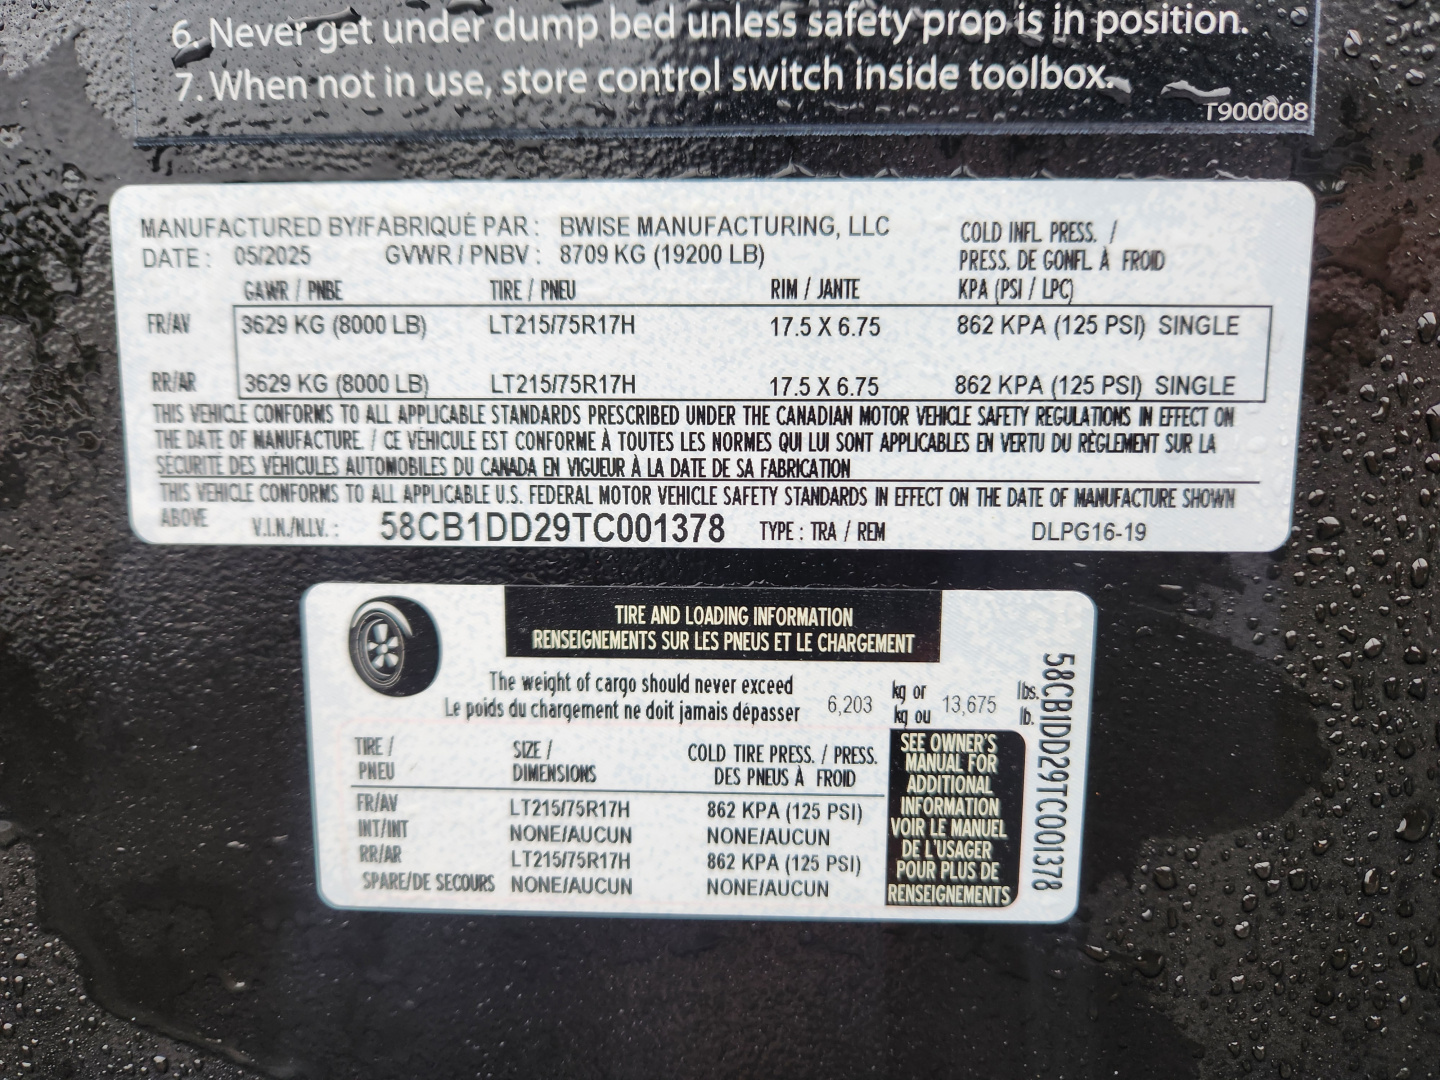 6. Never get under dump bed unless safety prop is in position.
7. When not in use, store control switch inside toolbox.
T900008
MANUFACTURED BY/FABRIQUÉ PAR : BWISE MANUFACTURING, LLC
DATE : 05/2025 GVWR / PNBV : 8709 KG (19200 LB)
COLD INFL. PRESS. /
PRESS. DE GONFL. À FROID
GAWR / PNBE TIRE / PNEU RIM / JANTE KPA (PSI / LPC)
FR/AV 3629 KG (8000 LB) LT215/75R17H 17.5 X 6.75 862 KPA (125 PSI) SINGLE
RR/AR 3629 KG (8000 LB) LT215/75R17H 17.5 X 6.75 862 KPA (125 PSI) SINGLE
THIS VEHICLE CONFORMS TO ALL APPLICABLE STANDARDS PRESCRIBED UNDER THE CANADIAN MOTOR VEHICLE SAFETY REGULATIONS IN EFFECT ON
THE DATE OF MANUFACTURE. / CE VÉHICULE EST CONFORME À TOUTES LES NORMES QUI LUI SONT APPLICABLES EN VERTU DU RÈGLEMENT SUR LA
SÉCURITÉ DES VÉHICULES AUTOMOBILES DU CANADA EN VIGUEUR À LA DATE DE SA FABRICATION
THIS VEHICLE CONFORMS TO ALL APPLICABLE U.S. FEDERAL MOTOR VEHICLE SAFETY STANDARDS IN EFFECT ON THE DATE OF MANUFACTURE SHOWN
ABOVE V.I.N./N.I.V. : 58CB1DD29TC001378 TYPE : TRA / REM DLPG16-19
TIRE AND LOADING INFORMATION
RENSEIGNEMENTS SUR LES PNEUS ET LE CHARGEMENT
The weight of cargo should never exceed
Le poids du chargement ne doit jamais dépasser
6,203 kg or 13,675 lbs.
kg ou lb.
TIRE / SIZE / COLD TIRE PRESS. / PRESS.
PNEU DIMENSIONS DES PNEUS À FROID
FR/AV LT215/75R17H 862 KPA (125 PSI)
INT/INT NONE/AUCUN NONE/AUCUN
RR/AR LT215/75R17H 862 KPA (125 PSI)
SPARE/DE SECOURS NONE/AUCUN NONE/AUCUN
SEE OWNER'S
MANUAL FOR
ADDITIONAL
INFORMATION
VOIR LE MANUEL
DE L'USAGER
POUR PLUS DE
RENSEIGNEMENTS
58CB1DD29TC001378